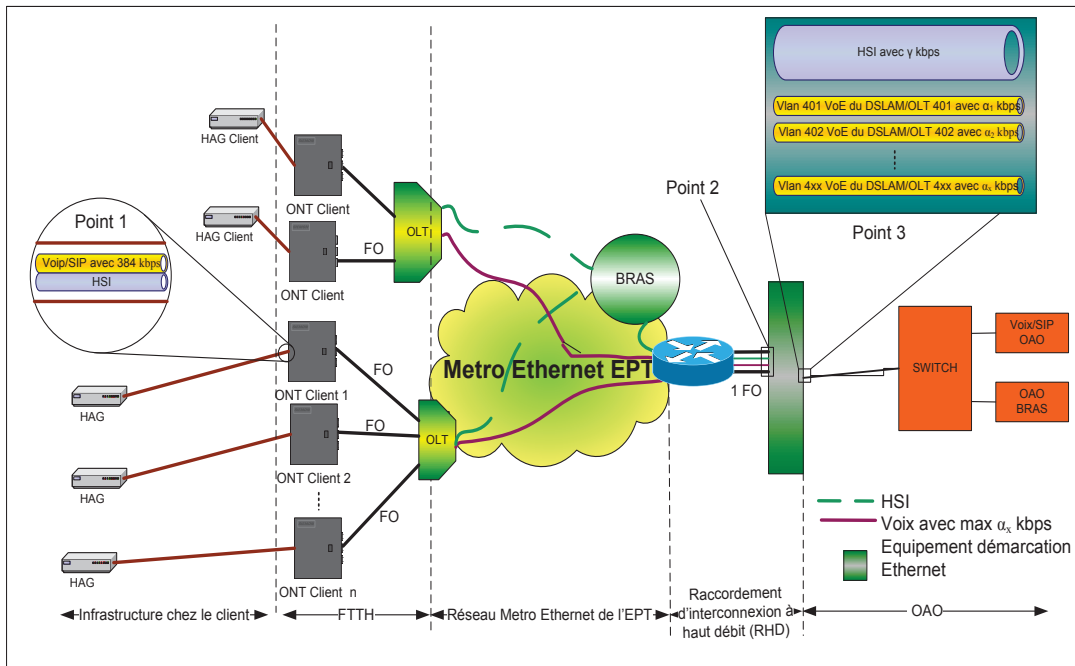 HSI avec γ kbps
Vlan 401 VoE du DSLAM/OLT 401 avec α₁ kbps
Vlan 402 VoE du DSLAM/OLT 402 avec α₂ kbps
Vlan 4xx VoE du DSLAM/OLT 4xx avec αₓ kbps
HAG Client
ONT Client
HAG Client
ONT Client
FO
OLT
Point 1
Voip/SIP avec 384 kbps
HSI
BRAS
Point 2
Point 3
Metro Ethernet EPT
1 FO
SWITCH
Voix/SIP
OAO
OAO
BRAS
HAG
ONT Client 1
FO
HAG
ONT Client 2
FO
OLT
HAG
ONT Client n
FO
HSI
Voix avec max αₓ kbps
Equipement démarcation
Ethernet
Infrastructure chez le client
FTTH
Réseau Metro Ethernet de l'EPT
Raccordement
d'interconnexion à
haut débit (RHD)
OAO